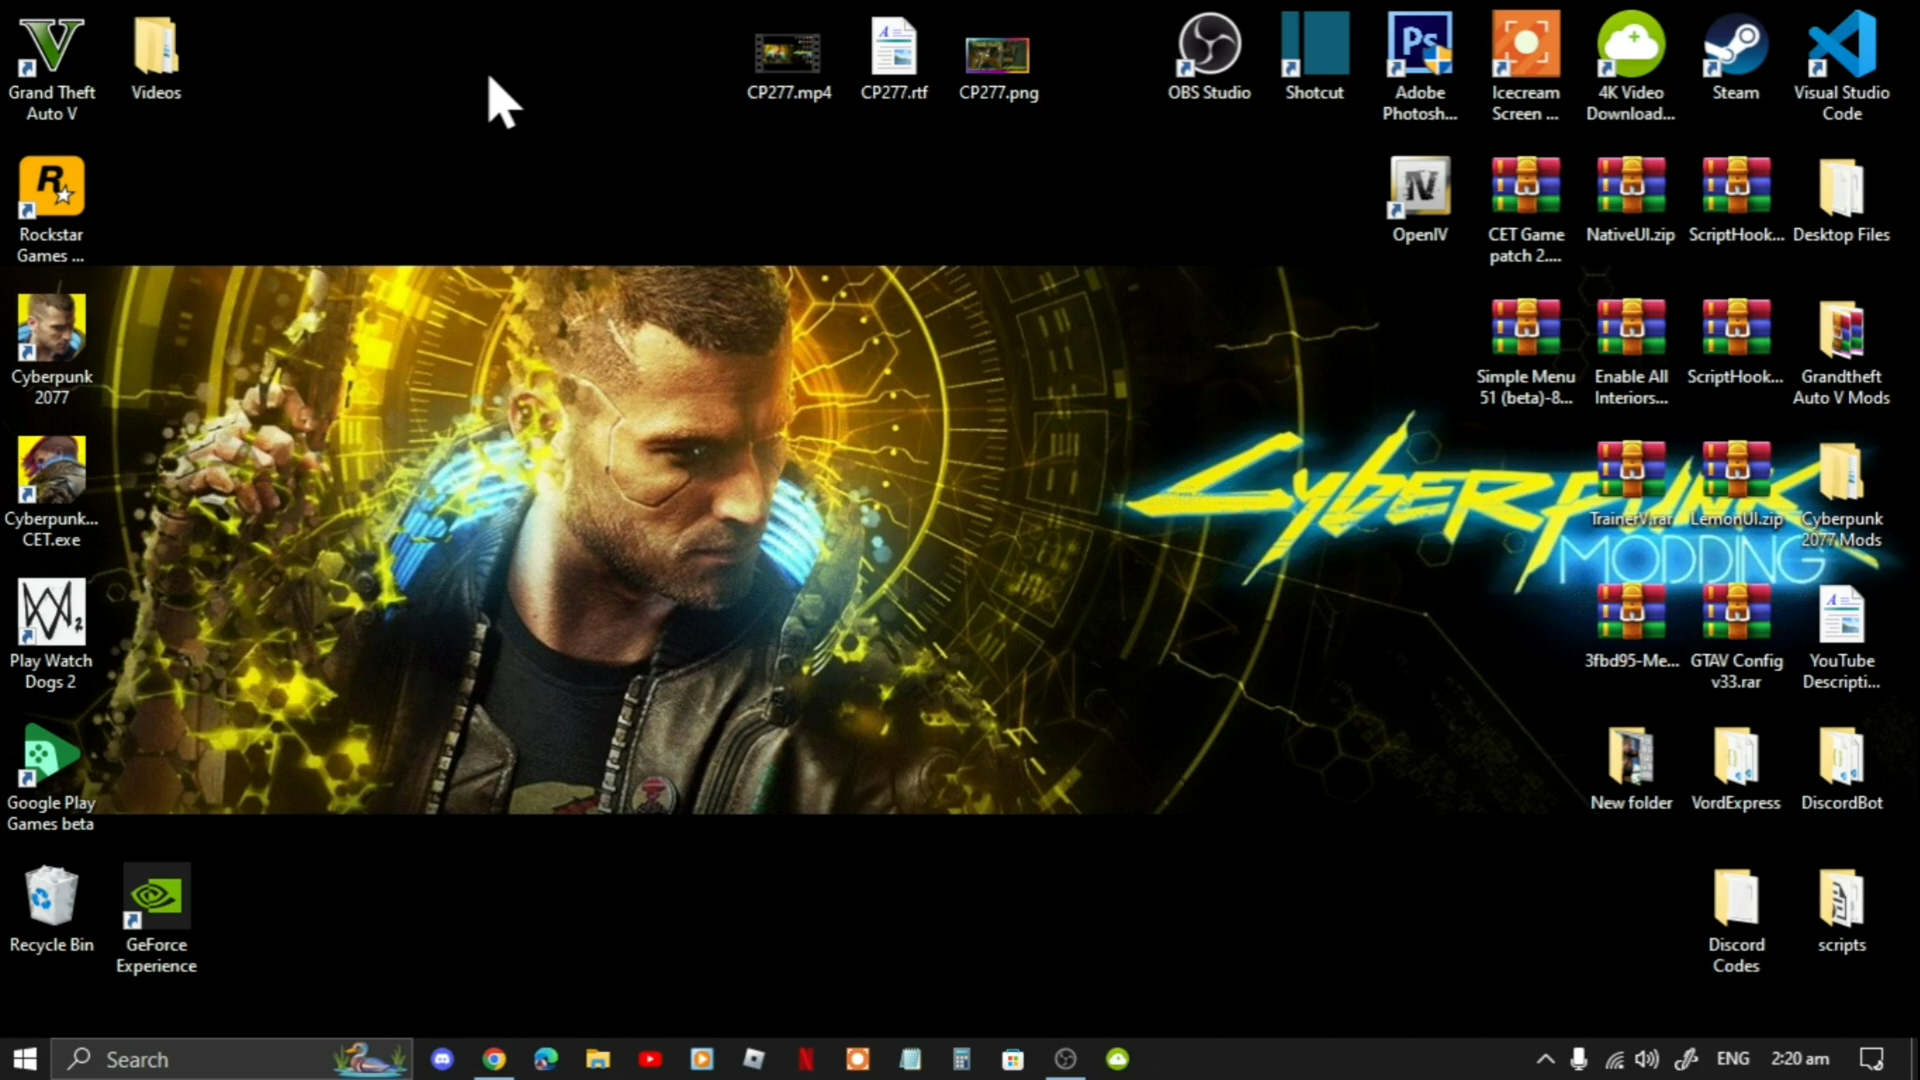 Grand Theft
Auto V
Videos
CP277.mp4
CP277.rtf
CP277.png
OBS Studio
Shotcut
Ps
Adobe
Photosh...
Icecream
Screen ...
4K Video
Download...
Steam
Visual Studio
Code
R
Rockstar
Games ...
IV
OpenIV
CET Game
patch 2....
NativeUI.zip
ScriptHook...
Desktop Files
Cyberpunk
2077
Simple Menu
51 (beta)-8...
Enable All
Interiors...
ScriptHook...
Grandtheft
Auto V Mods
Cyberpunk...
CET.exe
CYBERPUNK
MODDING
TrainerV.rar
LemonUI.zip
Cyberpunk
2077 Mods
2
Play Watch
Dogs 2
3fbd95-Me...
GTAV Config
v33.rar
YouTube
Descripti...
Google Play
Games beta
New folder
VordExpress
DiscordBot
Recycle Bin
GeForce
Experience
Discord
Codes
scripts
Search
ENG
2:20 am